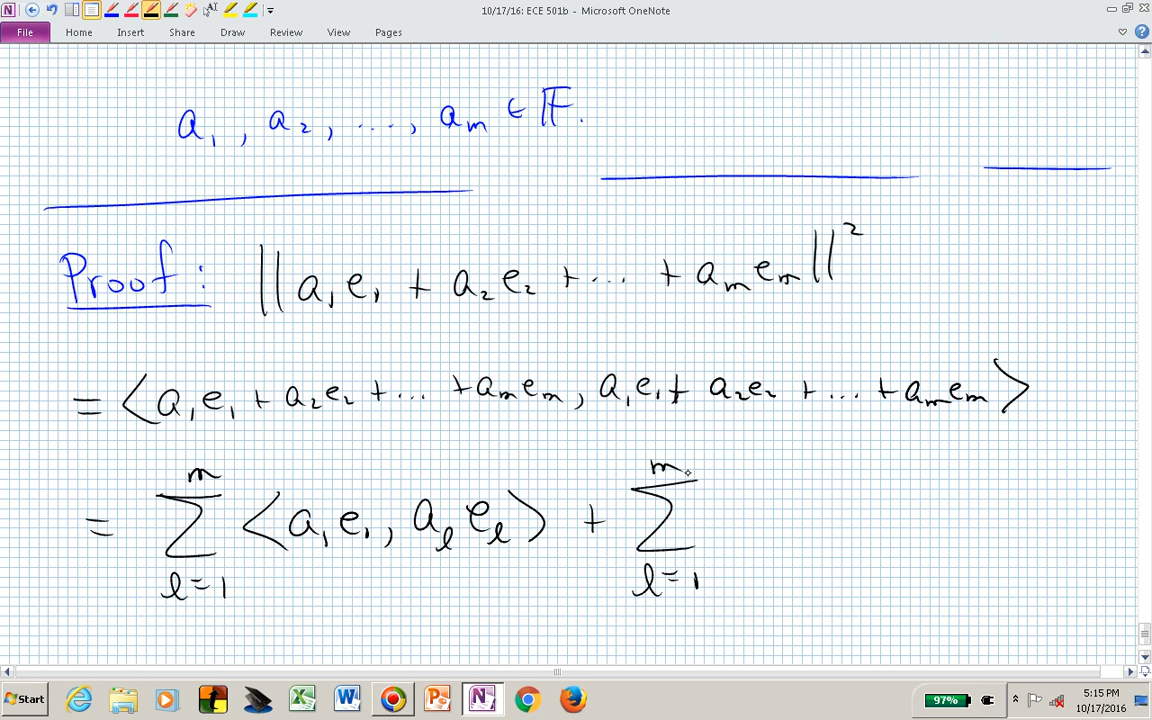 10/17/16: ECE 501b - Microsoft OneNote
File Home Insert Share Draw Review View Pages
a₁, a₂, ..., aₘ ∈ 𝔽.
Proof: ||a₁e₁ + a₂e₂ + ... + aₘeₘ||²
= ⟨a₁e₁ + a₂e₂ + ... + aₘeₘ, a₁e₁ + a₂e₂ + ... + aₘeₘ⟩
= ∑_{l=1}^{m} ⟨a₁e₁, a_l e_l⟩ + ∑_{l=1}^{m}
Start
97%
5:15 PM
10/17/2016